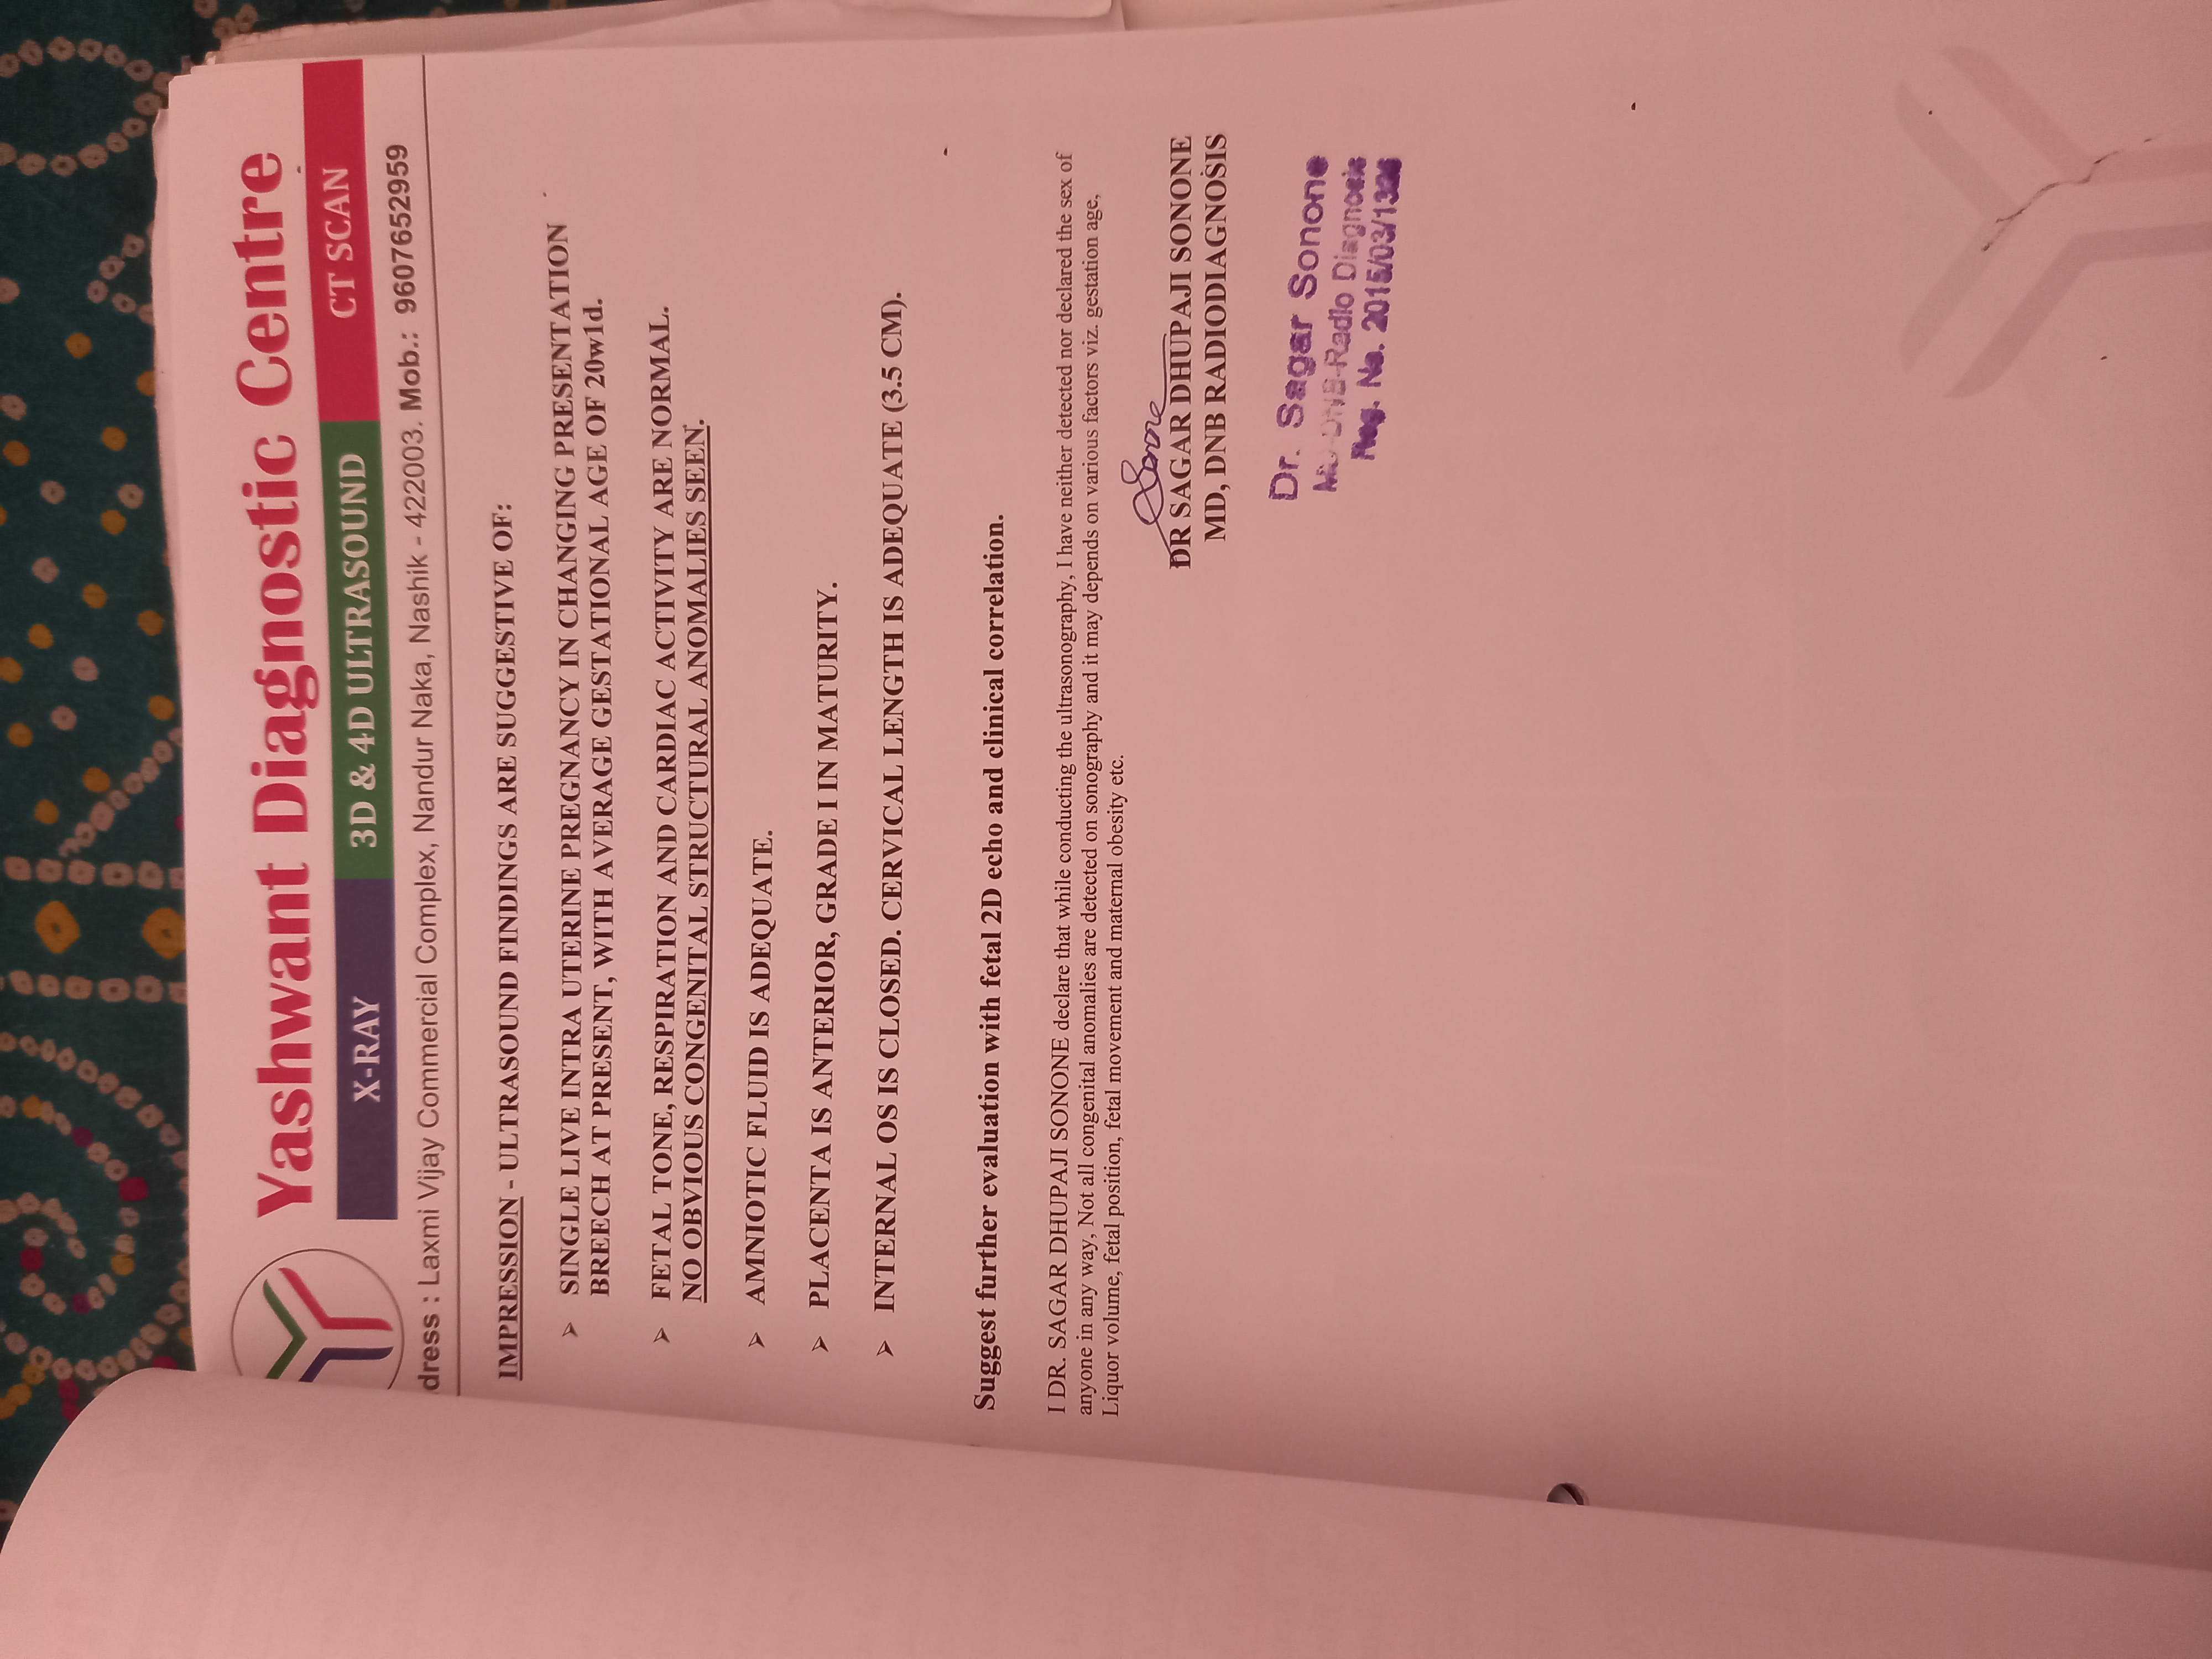 Yashwant Diagnostic Centre
X-RAY 3D & 4D ULTRASOUND CT SCAN
dress : Laxmi Vijay Commercial Complex, Nandur Naka, Nashik - 422003. Mob.: 9607652959
IMPRESSION - ULTRASOUND FINDINGS ARE SUGGESTIVE OF:
➢ SINGLE LIVE INTRA UTERINE PREGNANCY IN CHANGING PRESENTATION
BREECH AT PRESENT, WITH AVERAGE GESTATIONAL AGE OF 20w1d.
➢ FETAL TONE, RESPIRATION AND CARDIAC ACTIVITY ARE NORMAL.
NO OBVIOUS CONGENITAL STRUCTURAL ANOMALIES SEEN.
➢ AMNIOTIC FLUID IS ADEQUATE.
➢ PLACENTA IS ANTERIOR, GRADE I IN MATURITY.
➢ INTERNAL OS IS CLOSED. CERVICAL LENGTH IS ADEQUATE (3.5 CM).
Suggest further evaluation with fetal 2D echo and clinical correlation.
I DR. SAGAR DHUPAJI SONONE declare that while conducting the ultrasonography, I have neither detected nor declared the sex of
anyone in any way, Not all congenital anomalies are detected on sonography and it may depends on various factors viz. gestation age,
Liquor volume, fetal position, fetal movement and maternal obesity etc.
DR SAGAR DHUPAJI SONONE
MD, DNB RADIODIAGNOSIS
Dr. Sagar Sonone
MD-DNB-Radio Diagnosis
Reg. No. 2015/03/